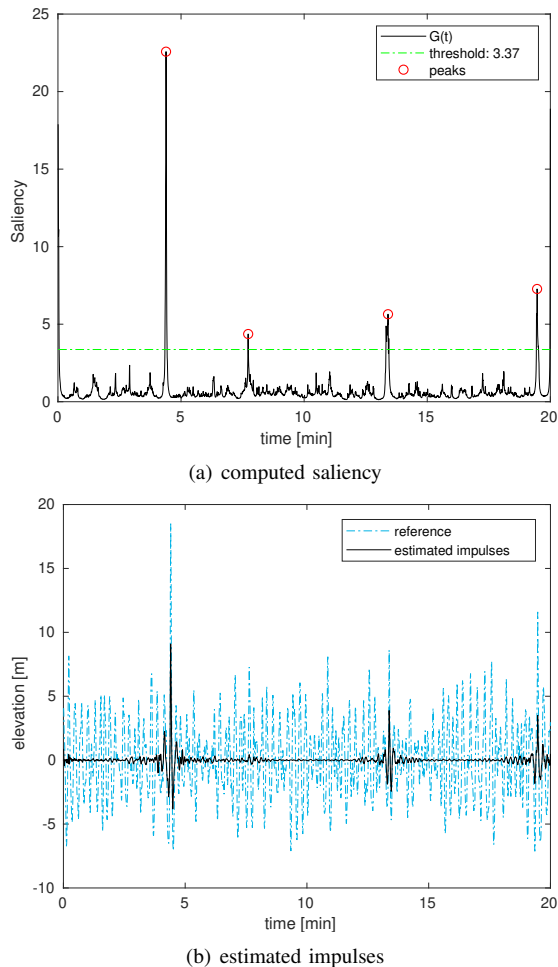 25
20
15
10
5
0
Saliency
G(t)
threshold: 3.37
peaks
0 5 10 15 20
time [min]
(a) computed saliency
20
15
10
5
0
-5
-10
elevation [m]
reference
estimated impulses
0 5 10 15 20
time [min]
(b) estimated impulses